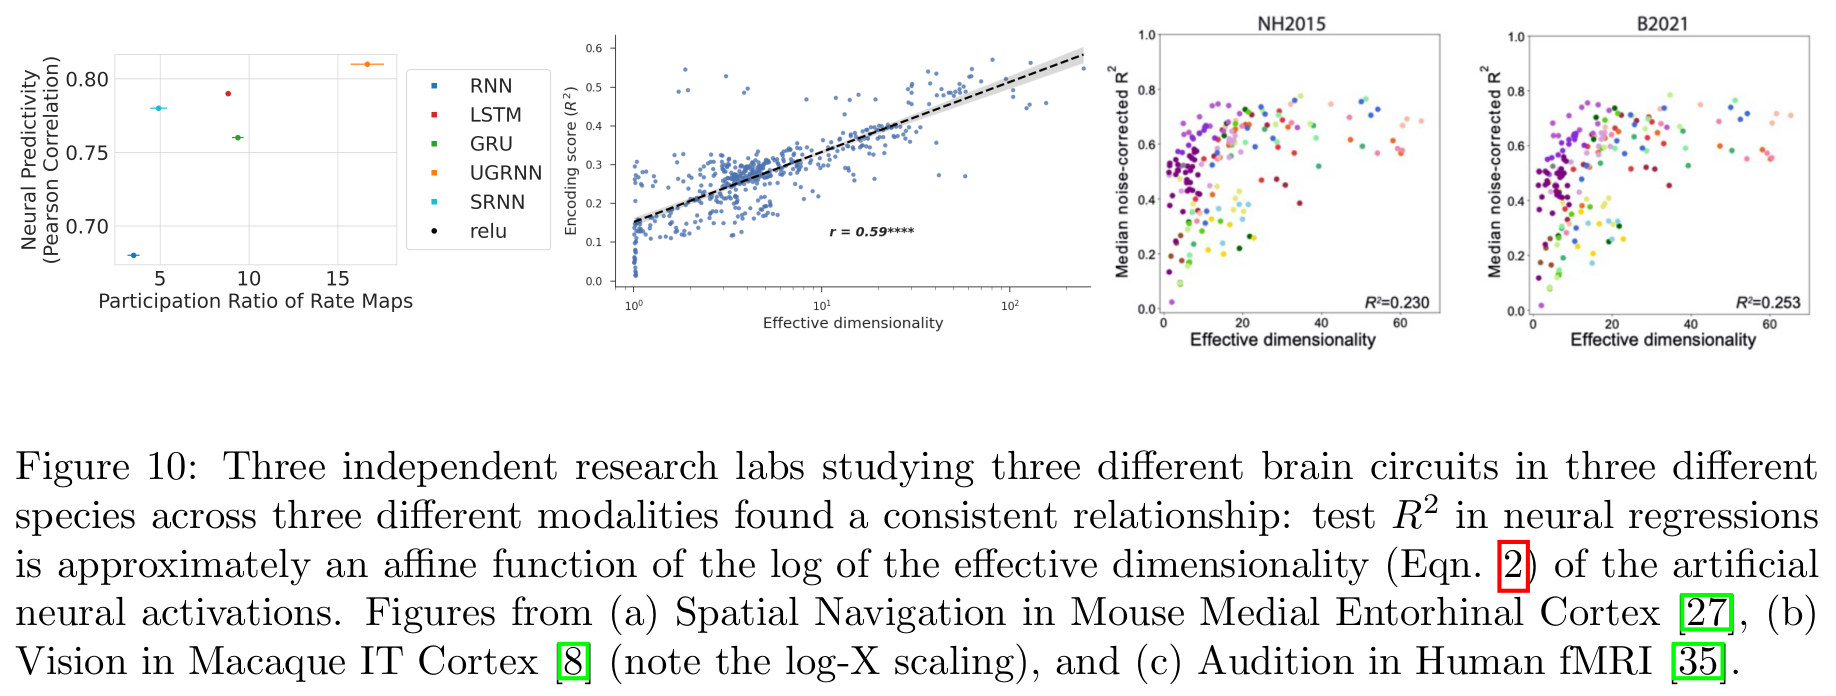 Neural Predictivity
(Pearson Correlation)
0.80
0.75
0.70
5 10 15
Participation Ratio of Rate Maps
RNN
LSTM
GRU
UGRNN
SRNN
relu
Encoding score (R²)
0.6
0.5
0.4
0.3
0.2
0.1
0.0
r = 0.59****
10⁰ 10¹ 10²
Effective dimensionality
NH2015
Median noise-corrected R²
1.0
0.8
0.6
0.4
0.2
0.0
R²=0.230
0 20 40 60
Effective dimensionality
B2021
Median noise-corrected R²
1.0
0.8
0.6
0.4
0.2
0.0
R²=0.253
0 20 40 60
Effective dimensionality
Figure 10: Three independent research labs studying three different brain circuits in three different
species across three different modalities found a consistent relationship: test R² in neural regressions
is approximately an affine function of the log of the effective dimensionality (Eqn. 2) of the artificial
neural activations. Figures from (a) Spatial Navigation in Mouse Medial Entorhinal Cortex [27], (b)
Vision in Macaque IT Cortex [8] (note the log-X scaling), and (c) Audition in Human fMRI [35].